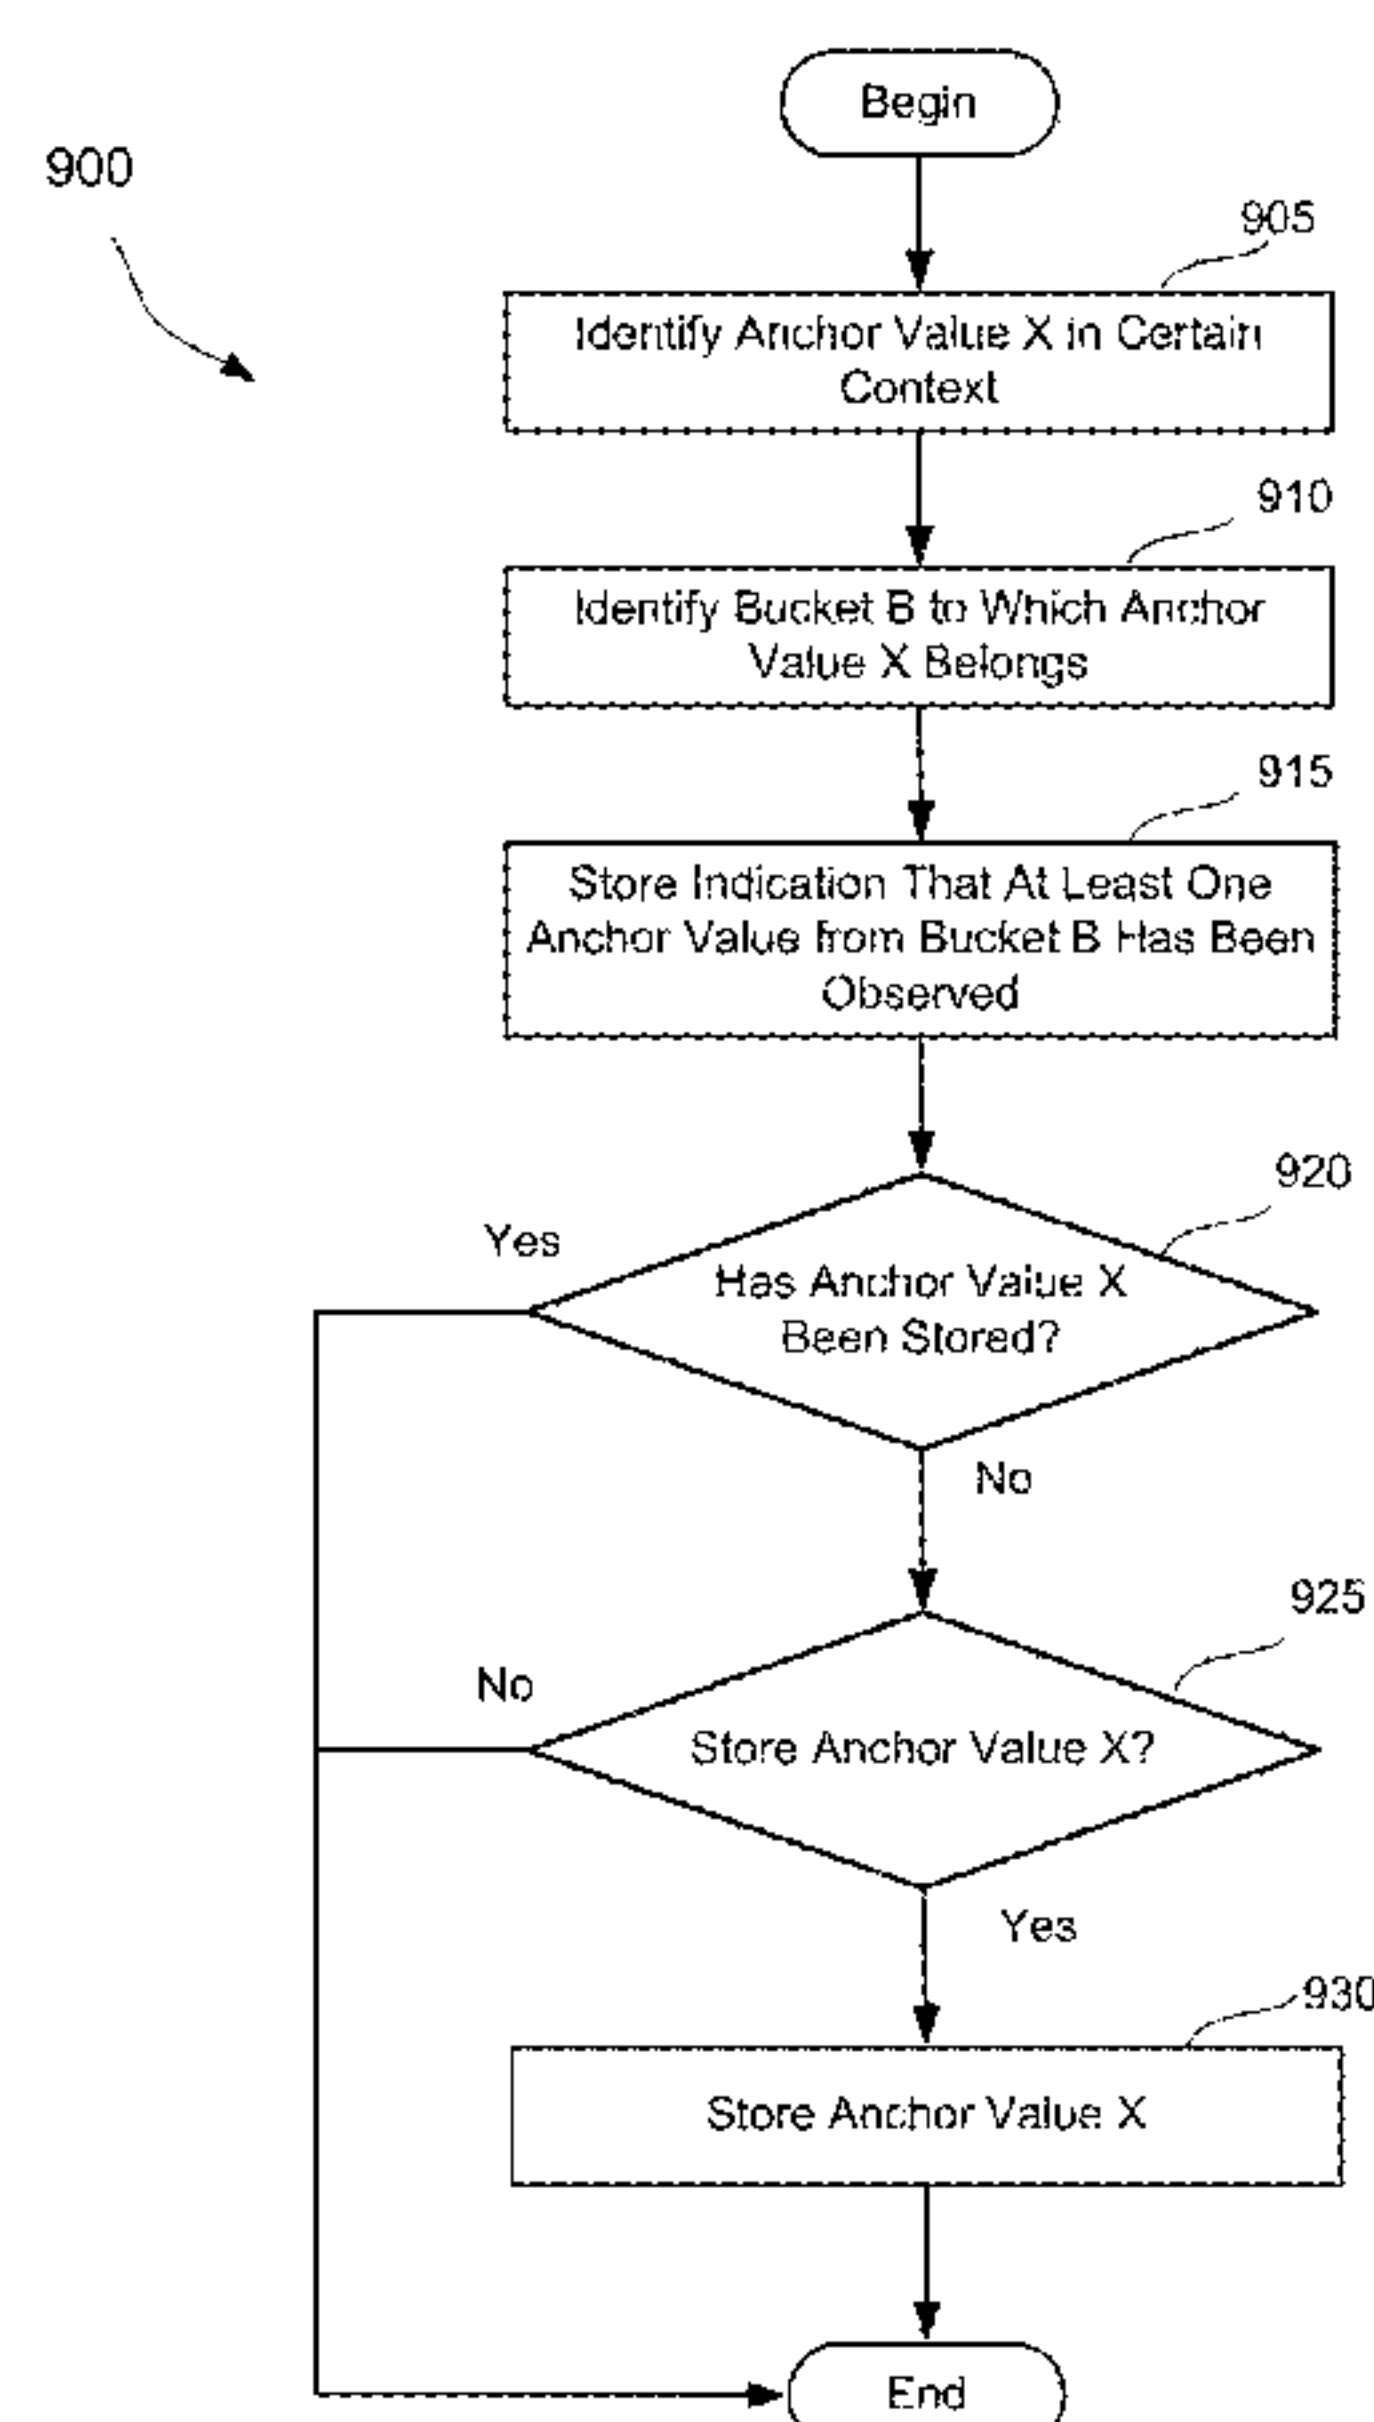 Begin
900
905
Identify Anchor Value X in Certain
Context
910
Identify Bucket B to Which Anchor
Value X Belongs
915
Store Indication That At Least One
Anchor Value from Bucket B Has Been
Observed
920
Yes
Has Anchor Value X
Been Stored?
No
925
No
Store Anchor Value X?
Yes
930
Store Anchor Value X
End